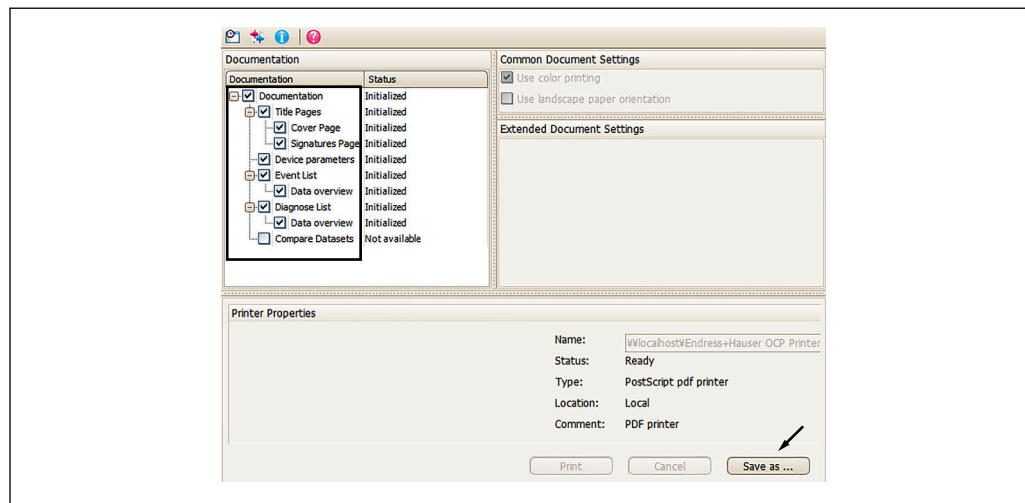 Documentation
Common Document Settings
Documentation Status
Use color printing
Documentation Initialized
Use landscape paper orientation
Title Pages Initialized
Cover Page Initialized
Extended Document Settings
Signatures Page Initialized
Device parameters Initialized
Event List Initialized
Data overview Initialized
Diagnose List Initialized
Data overview Initialized
Compare Datasets Not available
Printer Properties
Name: ¥¥localhost¥Endress+Hauser OCP Printer
Status: Ready
Type: PostScript pdf printer
Location: Local
Comment: PDF printer
Print Cancel Save as ...